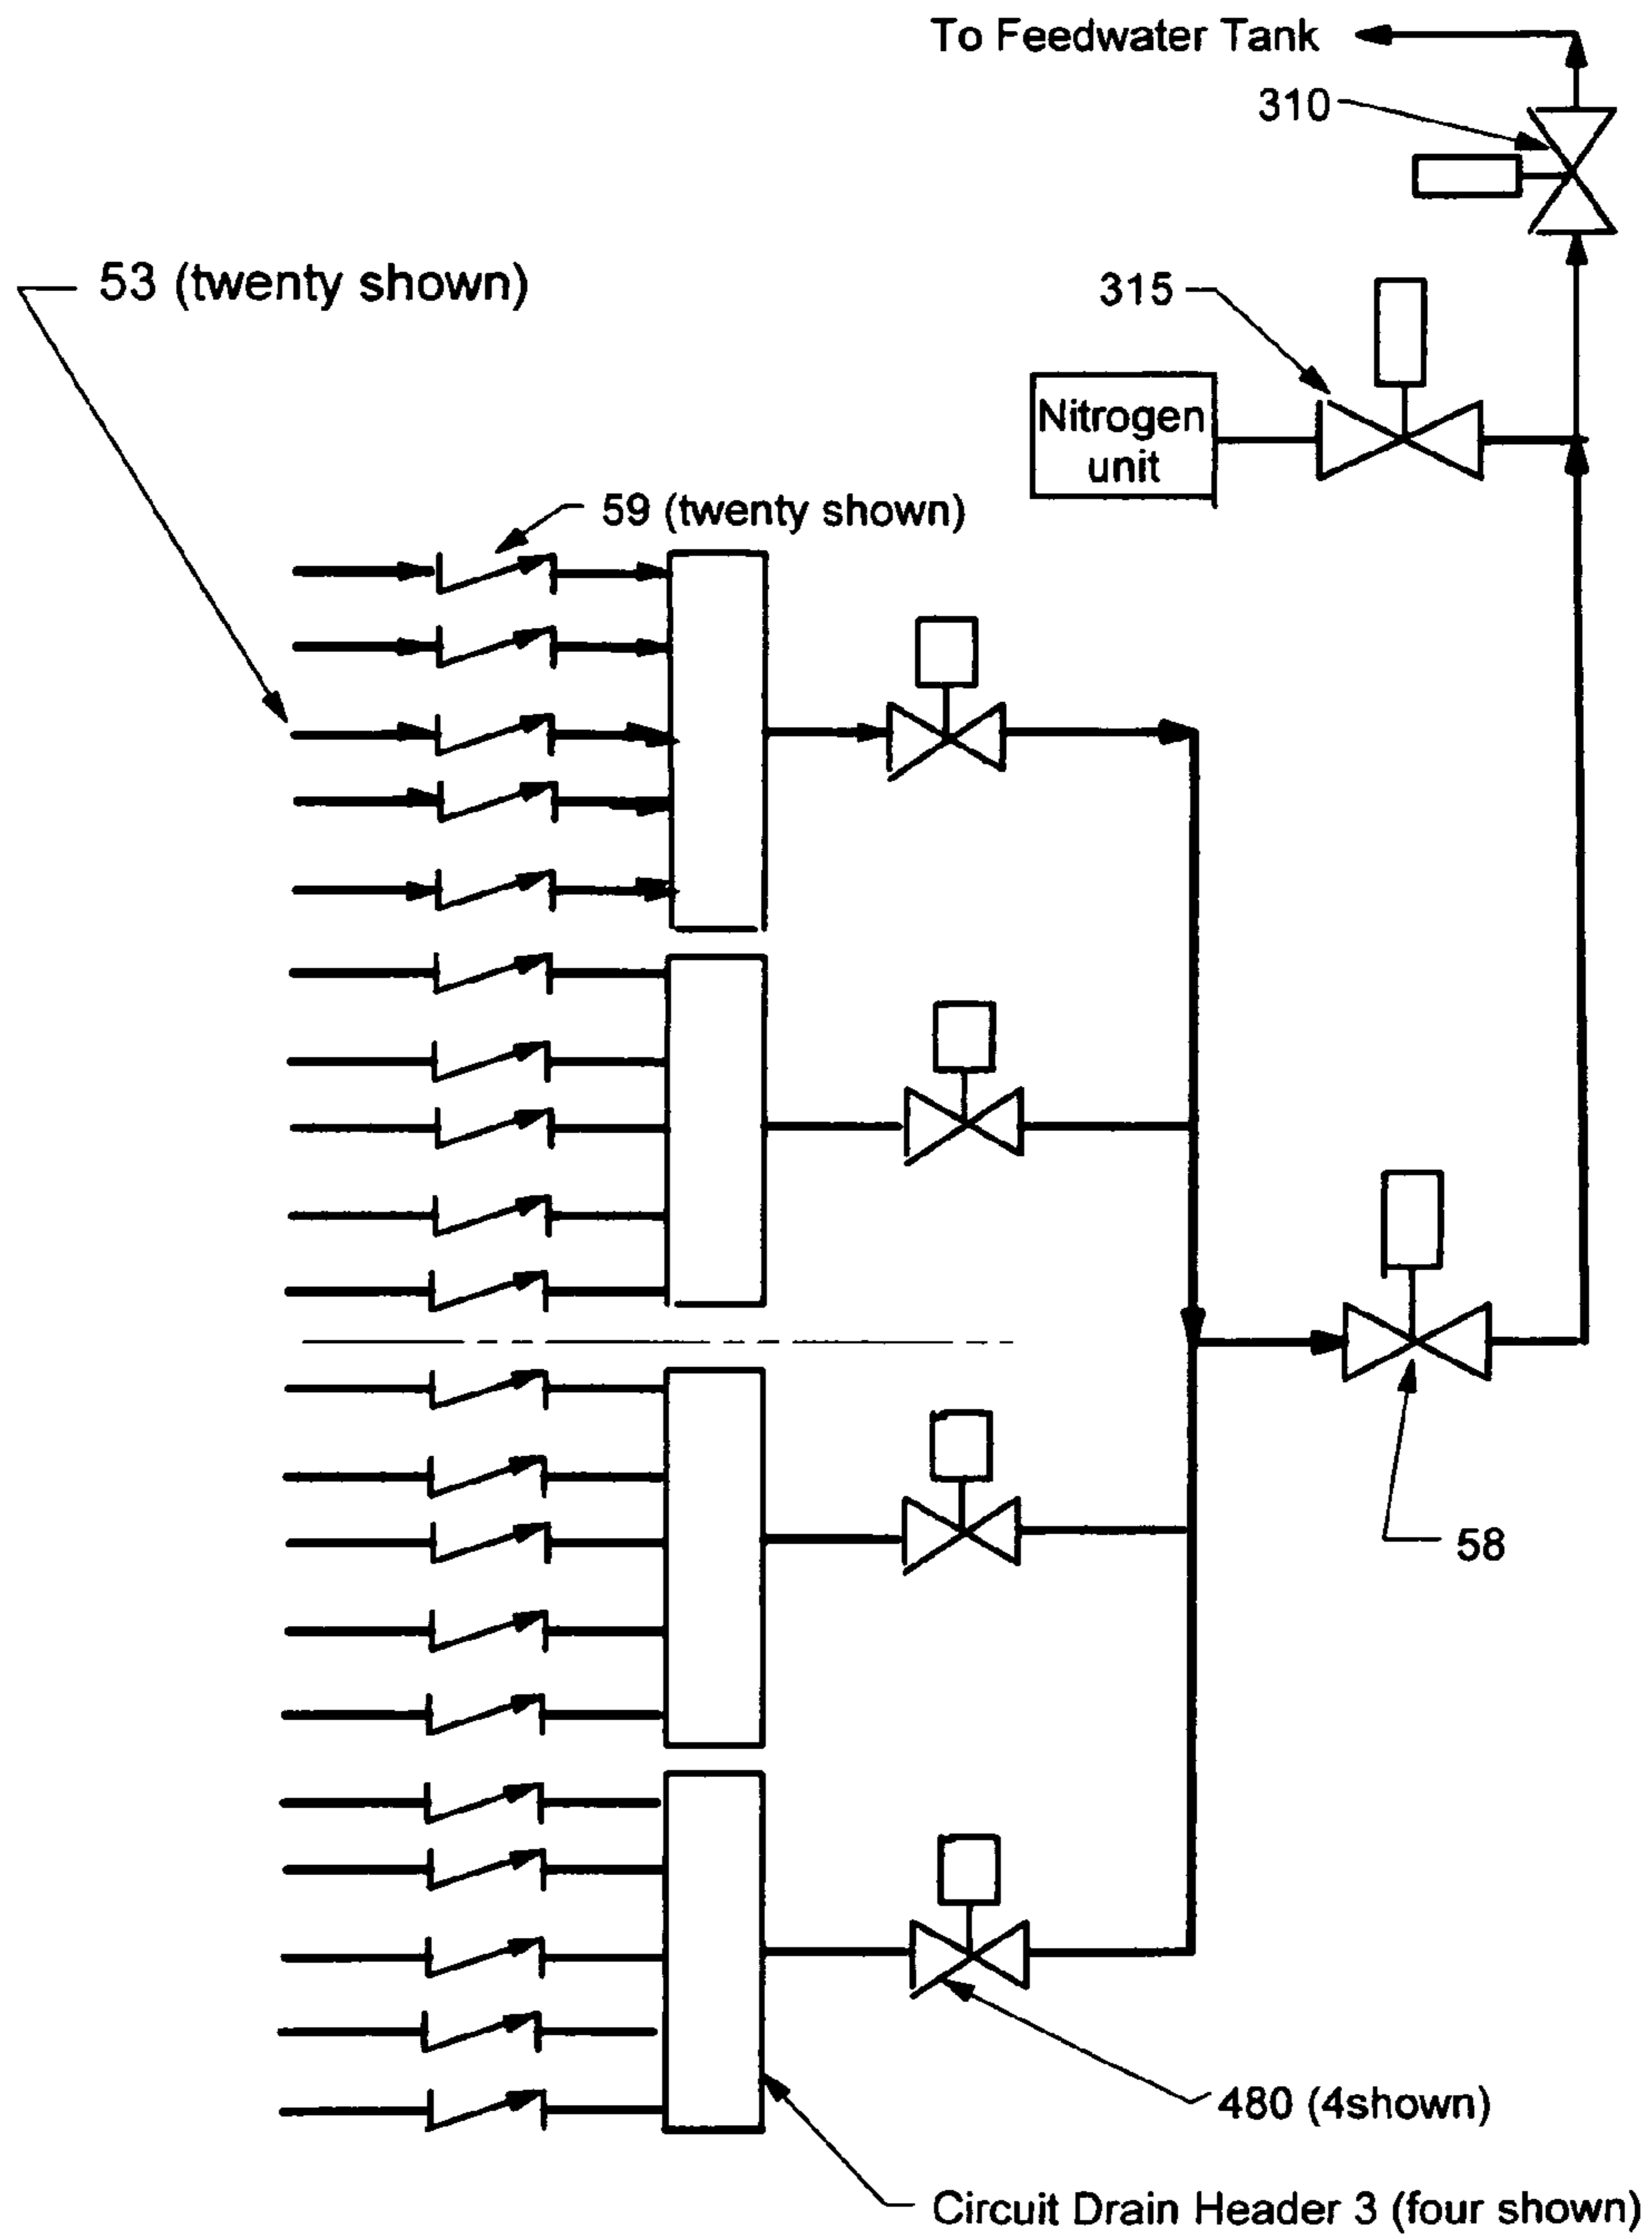 To Feedwater Tank
310
53 (twenty shown)
315
Nitrogen
unit
59 (twenty shown)
58
480 (4shown)
Circuit Drain Header 3 (four shown)